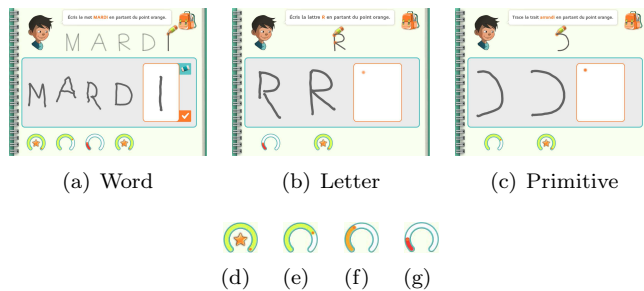 Écris le mot MARDI en partant du point orange.
MARDI
MARDI
Écris la lettre R en partant du point orange.
R
R R
Trace le trait arrondi en partant du point orange.
(a) Word
(b) Letter
(c) Primitive
(d) (e) (f) (g)